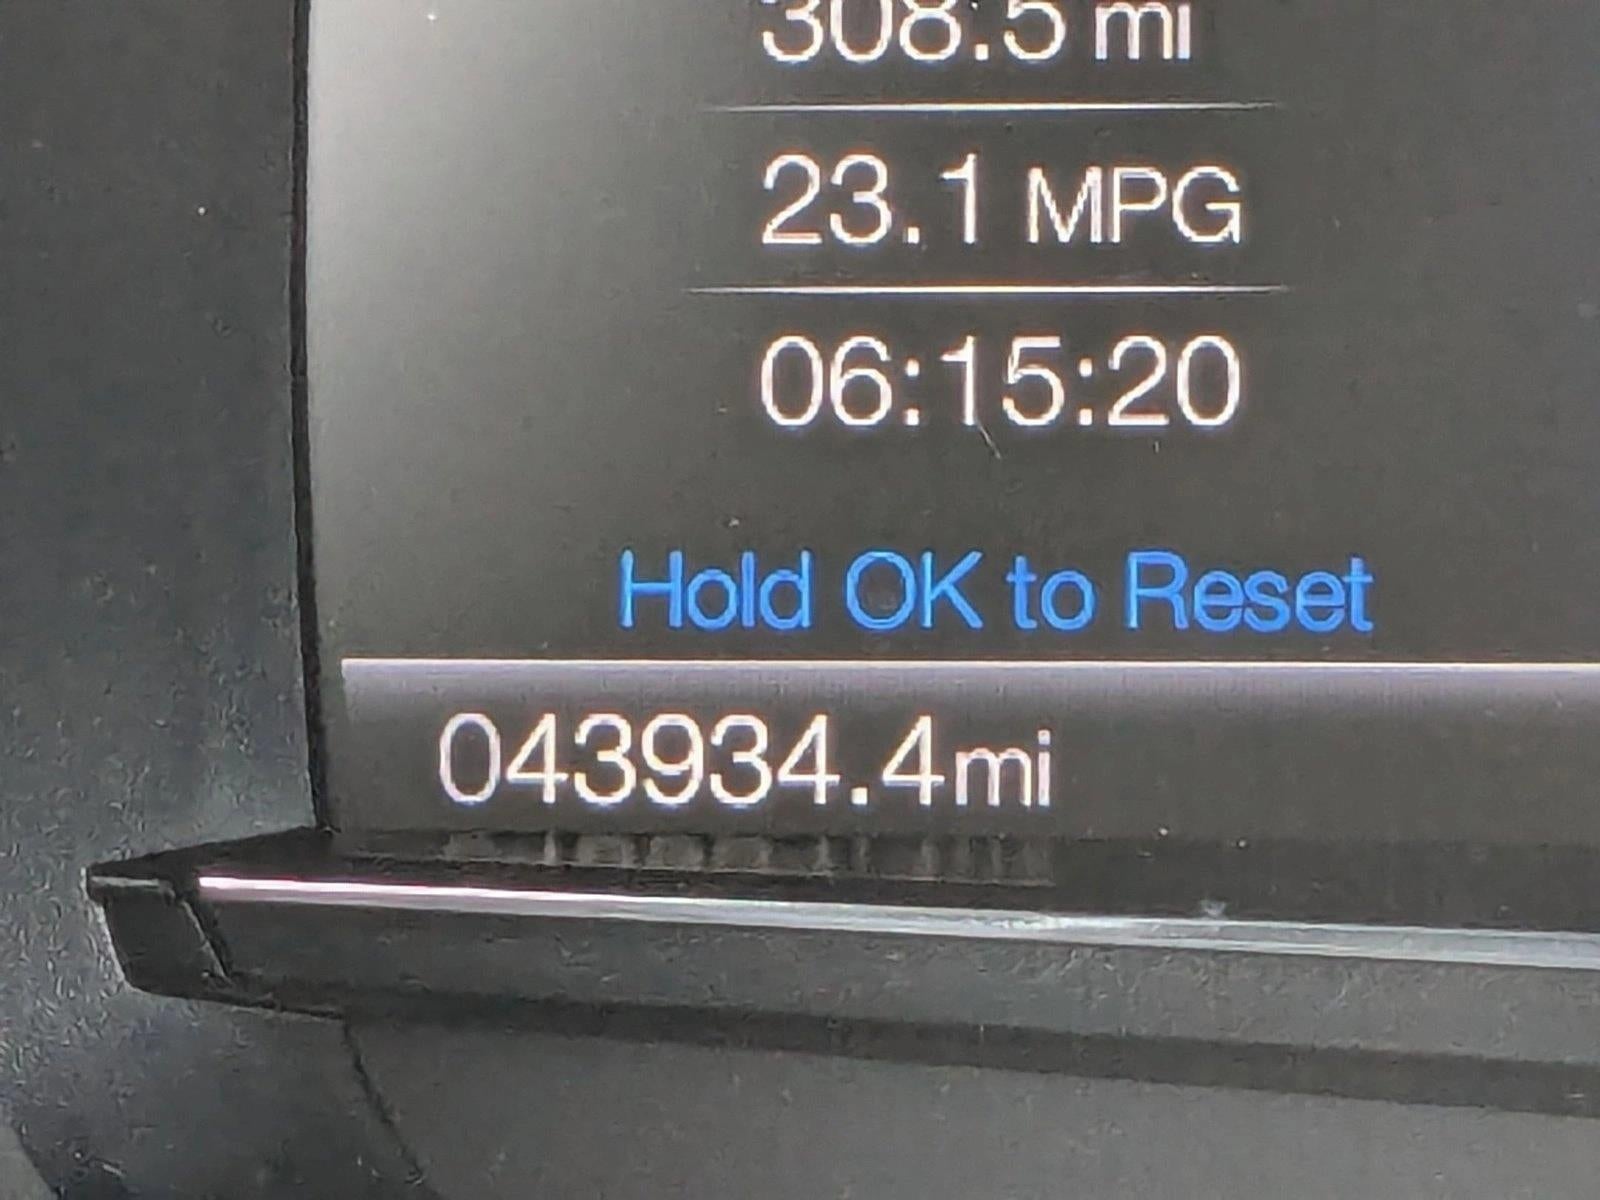 308.5 mi
23.1 MPG
06:15:20
Hold OK to Reset
043934.4mi